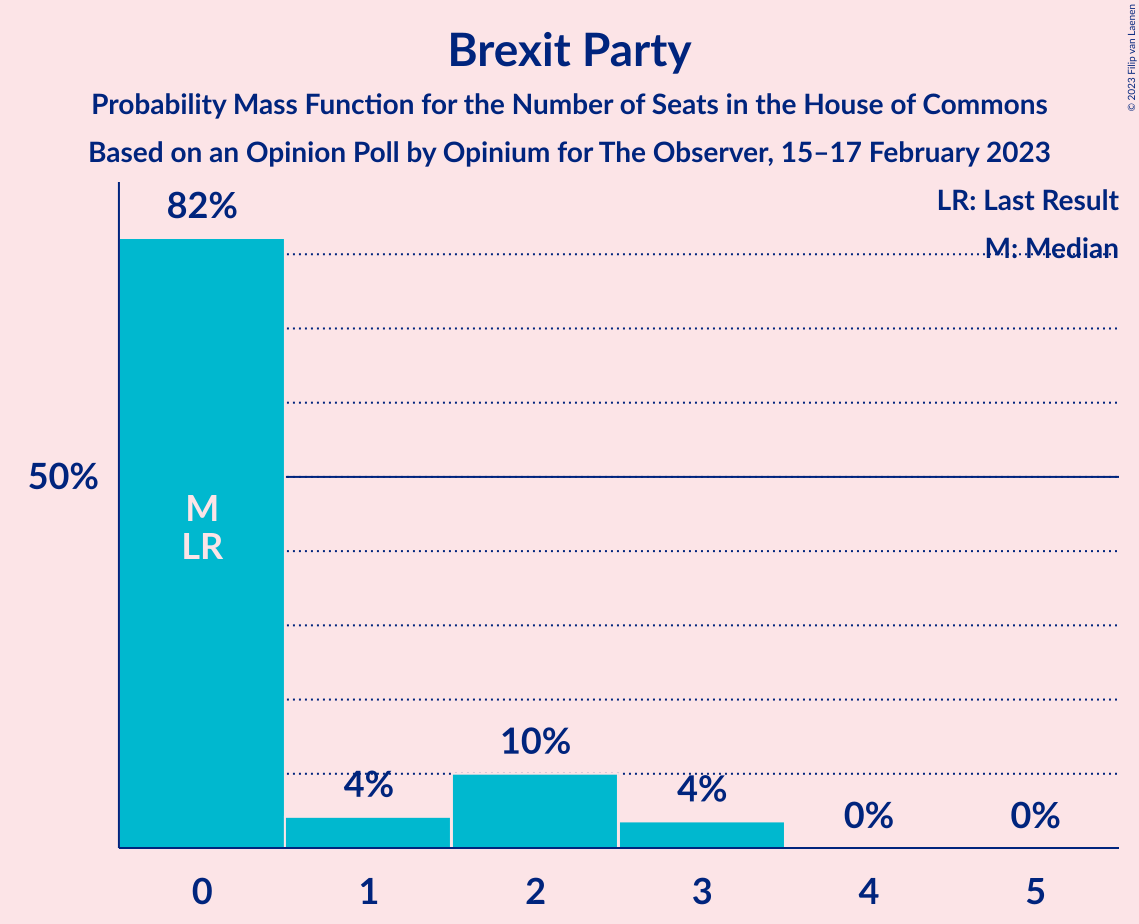 Brexit Party
Probability Mass Function for the Number of Seats in the House of Commons
Based on an Opinion Poll by Opinium for The Observer, 15–17 February 2023
© 2023 Filip van Laenen
LR: Last Result
M: Median
82%
50%
M
LR
4%
10%
4%
0%
0%
0
1
2
3
4
5